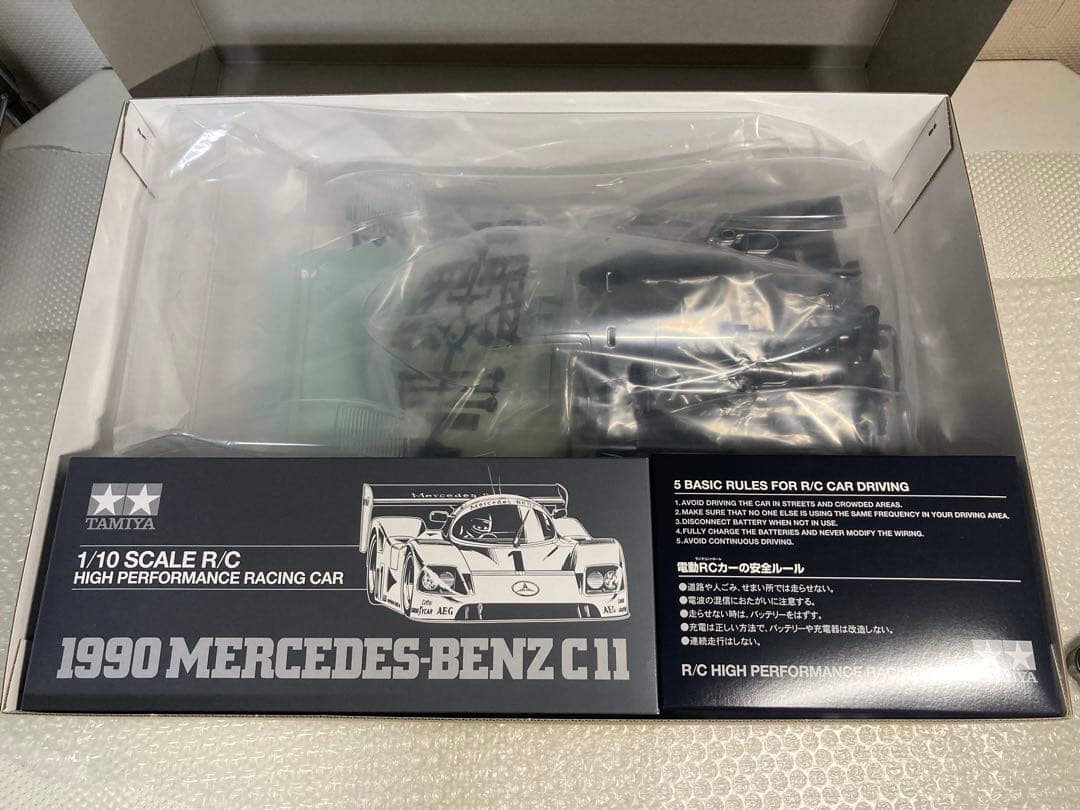 TAMIYA
1/10 SCALE R/C
HIGH PERFORMANCE RACING CAR
Mercedes
Mercedes Benz
1
AEG
AEG
1990 MERCEDES-BENZ C11
5 BASIC RULES FOR R/C CAR DRIVING
1.AVOID DRIVING THE CAR IN STREETS AND CROWDED AREAS.
2.MAKE SURE THAT NO ONE ELSE IS USING THE SAME FREQUENCY IN YOUR DRIVING AREA.
3.DISCONNECT BATTERY WHEN NOT IN USE.
4.FULLY CHARGE THE BATTERIES AND NEVER MODIFY THE WIRING.
5.AVOID CONTINUOUS DRIVING.
電動RCカーの安全ルール
●道路や人ごみ、せまい所では走らせない。
●電波の混信におたがいに注意する。
●走らせない時は、バッテリーをはずす。
●充電は正しい方法で、バッテリーや充電器は改造しない。
●連続走行はしない。
R/C HIGH PERFORMANCE RACING
TAMIYA